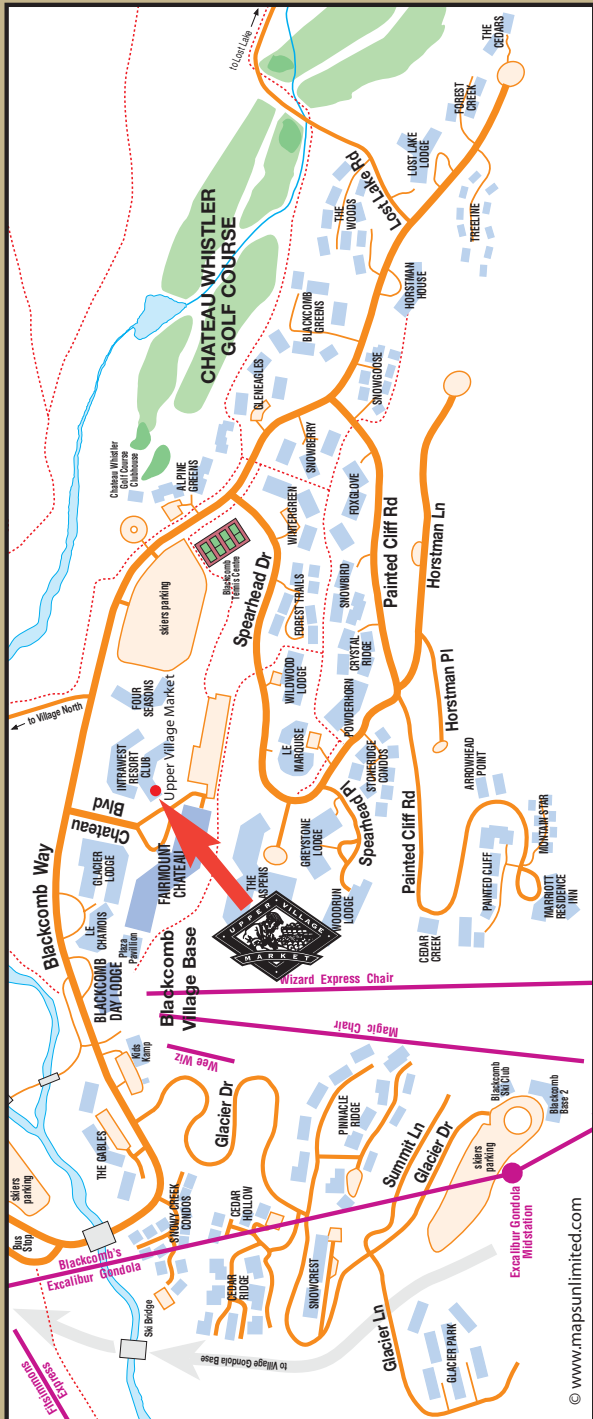 to Lost Lake
THE
CEDARS
FOREST
CREEK
LOST LAKE
LODGE
Lost Lake Rd
THE
WOODS
TREELINE
HORSTMAN
HOUSE
CHATEAU WHISTLER
GOLF COURSE
BLACKCOMB
GREENS
GLENEAGLES
SNOWGOOSE
SNOWBERRY
Chateau Whistler
Golf Course
Clubhouse
ALPINE
GREENS
WINTERGREEN
FOXGLOVE
Painted Cliff Rd
Horstman Ln
skiers parking
Blackcomb
Tennis Centre
Spearhead Dr
FOREST TRAILS
SNOWBIRD
CRYSTAL
RIDGE
WILDWOOD
LODGE
POWDERHORN
Horstman Pl
to Village North
FOUR
SEASONS
Upper Village Market
INTRAWEST
RESORT
CLUB
LE
MARQUISE
STONERIDGE
CONDOS
ARROWHEAD
POINT
Chateau
Blvd
Blackcomb Way
GLACIER
LODGE
FAIRMOUNT
CHATEAU
THE
ASPENS
GREYSTONE
LODGE
Spearhead Pl
Painted Cliff Rd
PAINTED CLIFF
MONTAIN STAR
MARRIOTT
RESIDENCE
INN
LE
CHAMOIS
Plaza
Pavilion
WOODRUN
LODGE
CEDAR
CREEK
UPPER VILLAGE
MARKET
BLACKCOMB
DAY LODGE
Blackcomb
Village Base
Wizard Express Chair
Magic Chair
Wee Wiz
Kids
Kamp
THE GABLES
Glacier Dr
PINNACLE
RIDGE
Summit Ln
Glacier Dr
Blackcomb
Ski Club
Blackcomb
Base 2
skiers
parking
skiers
parking
Bus
Stop
SNOWY CREEK
CONDOS
CEDAR
HOLLOW
CEDAR
RIDGE
SNOWCREST
Blackcomb's
Excalibur Gondola
Excalibur Gondola
Midstation
Ski Bridge
to Village Gondola Base
Glacier Ln
GLACIER PARK
Fitsimmons
Express
© www.mapsunlimited.com